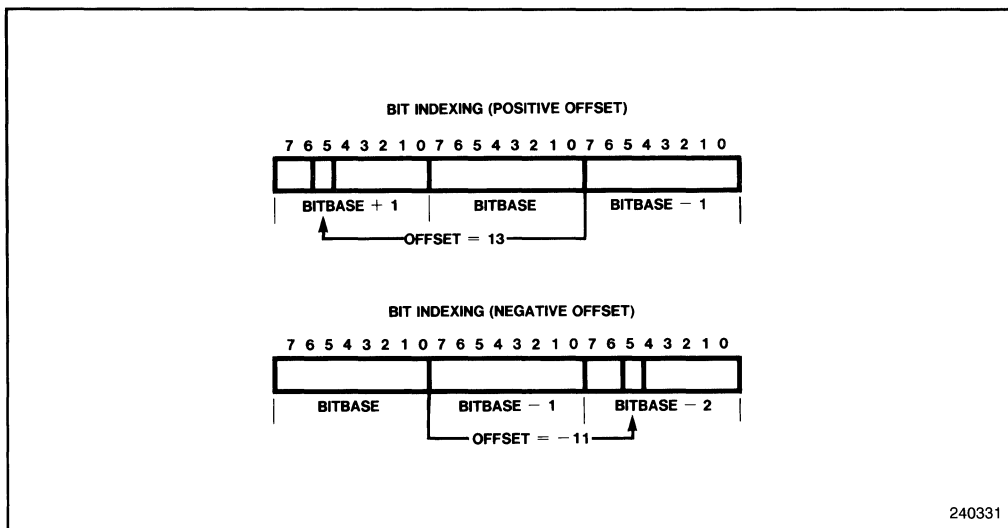 BIT INDEXING (POSITIVE OFFSET)
7 6 5 4 3 2 1 0 7 6 5 4 3 2 1 0 7 6 5 4 3 2 1 0
BITBASE + 1 BITBASE BITBASE − 1
OFFSET = 13
BIT INDEXING (NEGATIVE OFFSET)
7 6 5 4 3 2 1 0 7 6 5 4 3 2 1 0 7 6 5 4 3 2 1 0
BITBASE BITBASE − 1 BITBASE − 2
OFFSET = −11
240331